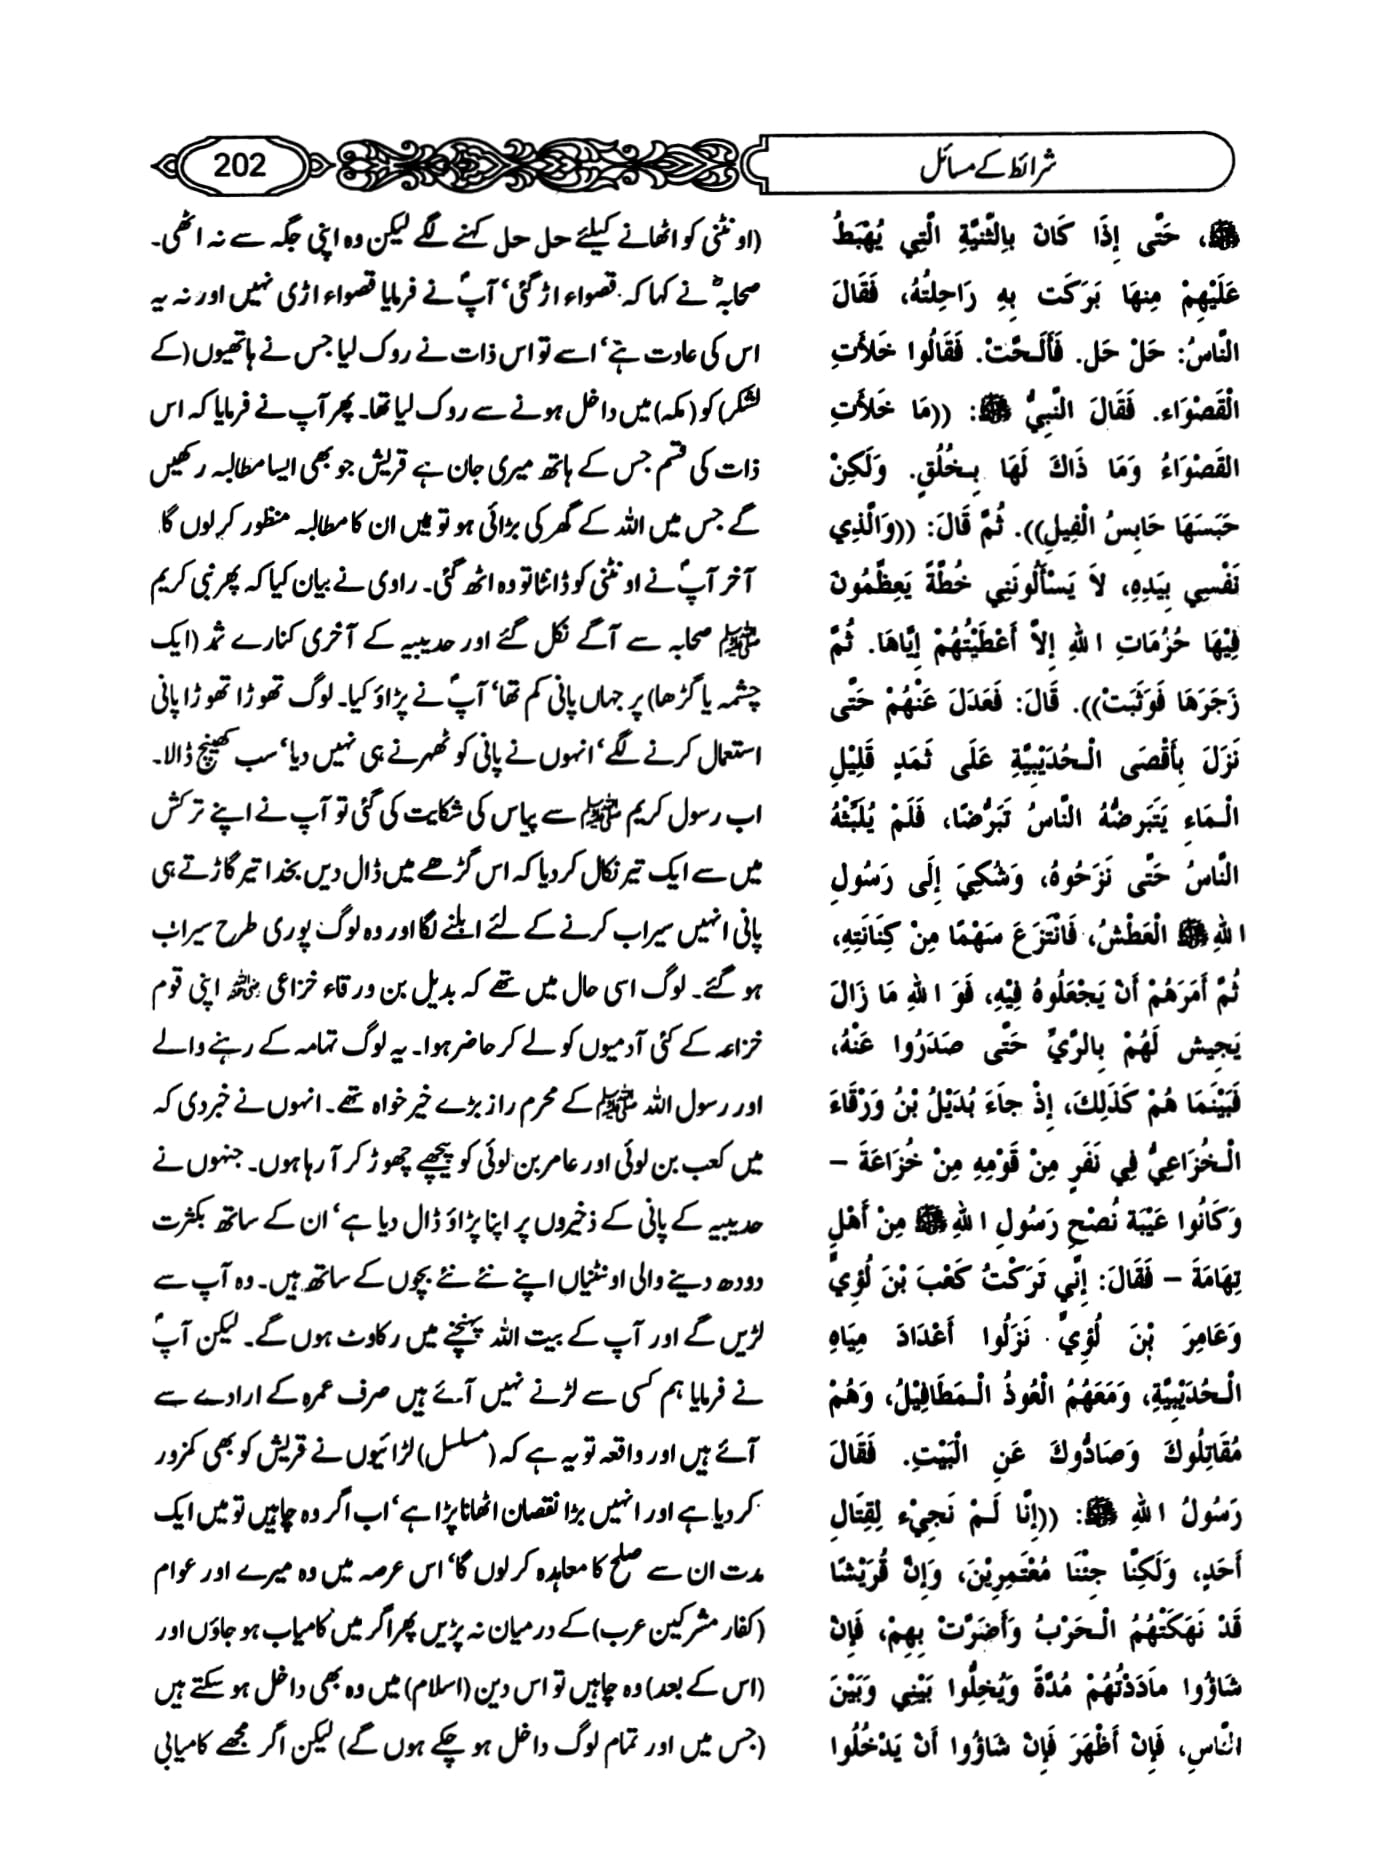 شرائط کے مسائل
202
ﷺ، حَتَّى إِذَا كَانَ بِالثَّنِيَّةِ الَّتِي يُهْبَطُ
عَلَيْهِمْ مِنهَا بَرَكَت بِهِ رَاحِلتُهُ، فَقَالَ
النَّاسُ: حَلْ حَل. فَأَلَحَّتْ. فَقَالُوا خَلأَتِ
الْقَصْوَاء. فَقَالَ النَّبِيُّ ﷺ: ((مَا خَلأَتِ
القَصْوَاءُ وَمَا ذَاكَ لَهَا بِخُلُقٍ. وَلَكِنْ
حَبَسَهَا حَابِسُ الْفِيلِ)). ثُمَّ قَالَ: ((وَالَّذِي
نَفْسِي بِيَدِهِ، لاَ يَسْأَلُونَنِي خُطَّةً يَعظِّمُونَ
فِيْهَا حُرُمَاتِ اللهِ إِلاَّ أَعْطَيْتُهُمْ إِيَّاهَا. ثُمَّ
زَجَرَهَا فَوَثَبَتْ)). قَالَ: فَعَدَلَ عَنْهُمْ حَتَّى
نَزَلَ بِأَقْصَى الْحُدَيْبِيَّةِ عَلَى ثَمَدٍ قَلِيْلِ
الْمَاءِ يَتَبَرضُّهُ النَّاسُ تَبَرُّضًا، فَلَمْ يُلَبِّثْهُ
النَّاسُ حَتَّى نَزَحُوهُ، وَشُكِيَ إِلَى رَسُولِ
اللهِ ﷺ الْعَطْشُ، فَانْتَزَعَ سَهْمًا مِنْ كِنَانَتِهِ،
ثُمَّ أَمَرَهُمْ أَنْ يَجْعَلُوهُ فِيْهِ، فَوَ اللهِ مَا زَالَ
يَجِيش لَهُمْ بِالرِّيِّ حَتَّى صَدَرُوا عَنْهُ،
فَبَيْنَمَا هُمْ كَذَلِكَ، إِذْ جَاءَ بُدَيْلُ بْنُ وَرْقَاءَ
الْخُزَاعِيُّ فِي نَفَرٍ مِنْ قَوْمِهِ مِنْ خُزَاعَةَ –
وَكَانُوا عَيْبَة نُصْحِ رَسُولِ اللهِ ﷺ مِنْ أَهْلِ
تِهَامَةَ – فَقَالَ: إِنِّي تَرَكْتُ كَعْبَ بْنَ لُؤَيٍّ
وَعَامِرَ بْنَ لُؤَيٍّ نَزَلُوا أَعْدَادَ مِيَاهِ
الْحُدَيْبِيَّةِ، وَمَعَهُمُ الْعُوذُ الْمَطَافِيْلُ، وَهُمْ
مُقَاتِلُوكَ وَصَادُّوكَ عَنِ الْبَيْتِ. فَقَالَ
رَسُولُ اللهِ ﷺ: ((إِنَّا لَمْ نَجِيْء لِقِتَالِ
أَحَدٍ، وَلَكِنَّا جِئْنَا مُعْتَمِرِيْنَ، وَإِنَّ قُرَيْشًا
قَدْ نَهَكَتْهُمُ الْحَرْبُ وَأَضَرَّتْ بِهِمْ، فَإِنْ
شَاؤُوا مَادَدْتُهُمْ مُدَّةً وَيُخِلُّوا بَيْنِي وَبَيْنَ
النَّاسِ، فَإِنْ أَظْهَرَ فَإِنْ شَاؤُوا أَنْ يَدْخُلُوا
(اونٹنی کو اٹھانے کیلئے حل حل کہنے لگے لیکن وہ اپنی جگہ سے نہ اٹھی۔
صحابہؓ نے کہا کہ قصواء اڑ گئی‘ آپؐ نے فرمایا قصواء اڑی نہیں اور نہ یہ
اس کی عادت ہے‘ اسے تو اس ذات نے روک لیا جس نے ہاتھیوں (کے
لشکر) کو (مکہ) میں داخل ہونے سے روک لیا تھا۔ پھر آپ نے فرمایا کہ اس
ذات کی قسم جس کے ہاتھ میری جان ہے قریش جو بھی ایسا مطالبہ رکھیں
گے جس میں اللہ کے گھر کی بڑائی ہو تو میں ان کا مطالبہ منظور کر لوں گا۔
آخر آپؐ نے اونٹنی کو ڈانٹا تو وہ اٹھ گئی۔ راوی نے بیان کیا کہ پھر نبی کریم
ﷺ صحابہ سے آگے نکل گئے اور حدیبیہ کے آخری کنارے ثمد (ایک
چشمہ یا گڑھا) پر جہاں پانی کم تھا‘ آپؐ نے پڑاؤ کیا۔ لوگ تھوڑا تھوڑا پانی
استعمال کرنے لگے‘ انہوں نے پانی کو ٹھہرنے ہی نہیں دیا‘ سب کھینچ ڈالا۔
اب رسول کریم ﷺ سے پیاس کی شکایت کی گئی تو آپ نے اپنے ترکش
میں سے ایک تیر نکال کر دیا کہ اس گڑھے میں ڈال دیں بخدا تیر گاڑتے ہی
پانی انہیں سیراب کرنے کے لئے ابلنے لگا اور وہ لوگ پوری طرح سیراب
ہو گئے۔ لوگ اسی حال میں تھے کہ بدیل بن ورقاء خزاعی رضی اللہ عنہ اپنی قوم
خزاعہ کے کئی آدمیوں کو لے کر حاضر ہوا۔ یہ لوگ تہامہ کے رہنے والے
اور رسول اللہ ﷺ کے محرم راز بڑے خیر خواہ تھے۔ انہوں نے خبر دی کہ
میں کعب بن لوئی اور عامر بن لوئی کو پیچھے چھوڑ کر آ رہا ہوں۔ جنہوں نے
حدیبیہ کے پانی کے ذخیروں پر اپنا پڑاؤ ڈال دیا ہے‘ ان کے ساتھ بکثرت
دودھ دینے والی اونٹنیاں اپنے نئے نئے بچوں کے ساتھ ہیں۔ وہ آپ سے
لڑیں گے اور آپ کے بیت اللہ پہنچنے میں رکاوٹ ہوں گے۔ لیکن آپؐ
نے فرمایا ہم کسی سے لڑنے نہیں آئے ہیں صرف عمرہ کے ارادے سے
آئے ہیں اور واقعہ تو یہ ہے کہ (مسلسل) لڑائیوں نے قریش کو بھی کمزور
کر دیا ہے اور انہیں بڑا نقصان اٹھانا پڑا ہے‘ اب اگر وہ چاہیں تو میں ایک
مدت ان سے صلح کا معاہدہ کر لوں گا‘ اس عرصہ میں وہ میرے اور عوام
(کفار مشرکین عرب) کے درمیان نہ پڑیں پھر اگر میں کامیاب ہو جاؤں اور
(اس کے بعد) وہ چاہیں تو اس دین (اسلام) میں وہ بھی داخل ہو سکتے ہیں
(جس میں اور تمام لوگ داخل ہو چکے ہوں گے) لیکن اگر مجھے کامیابی